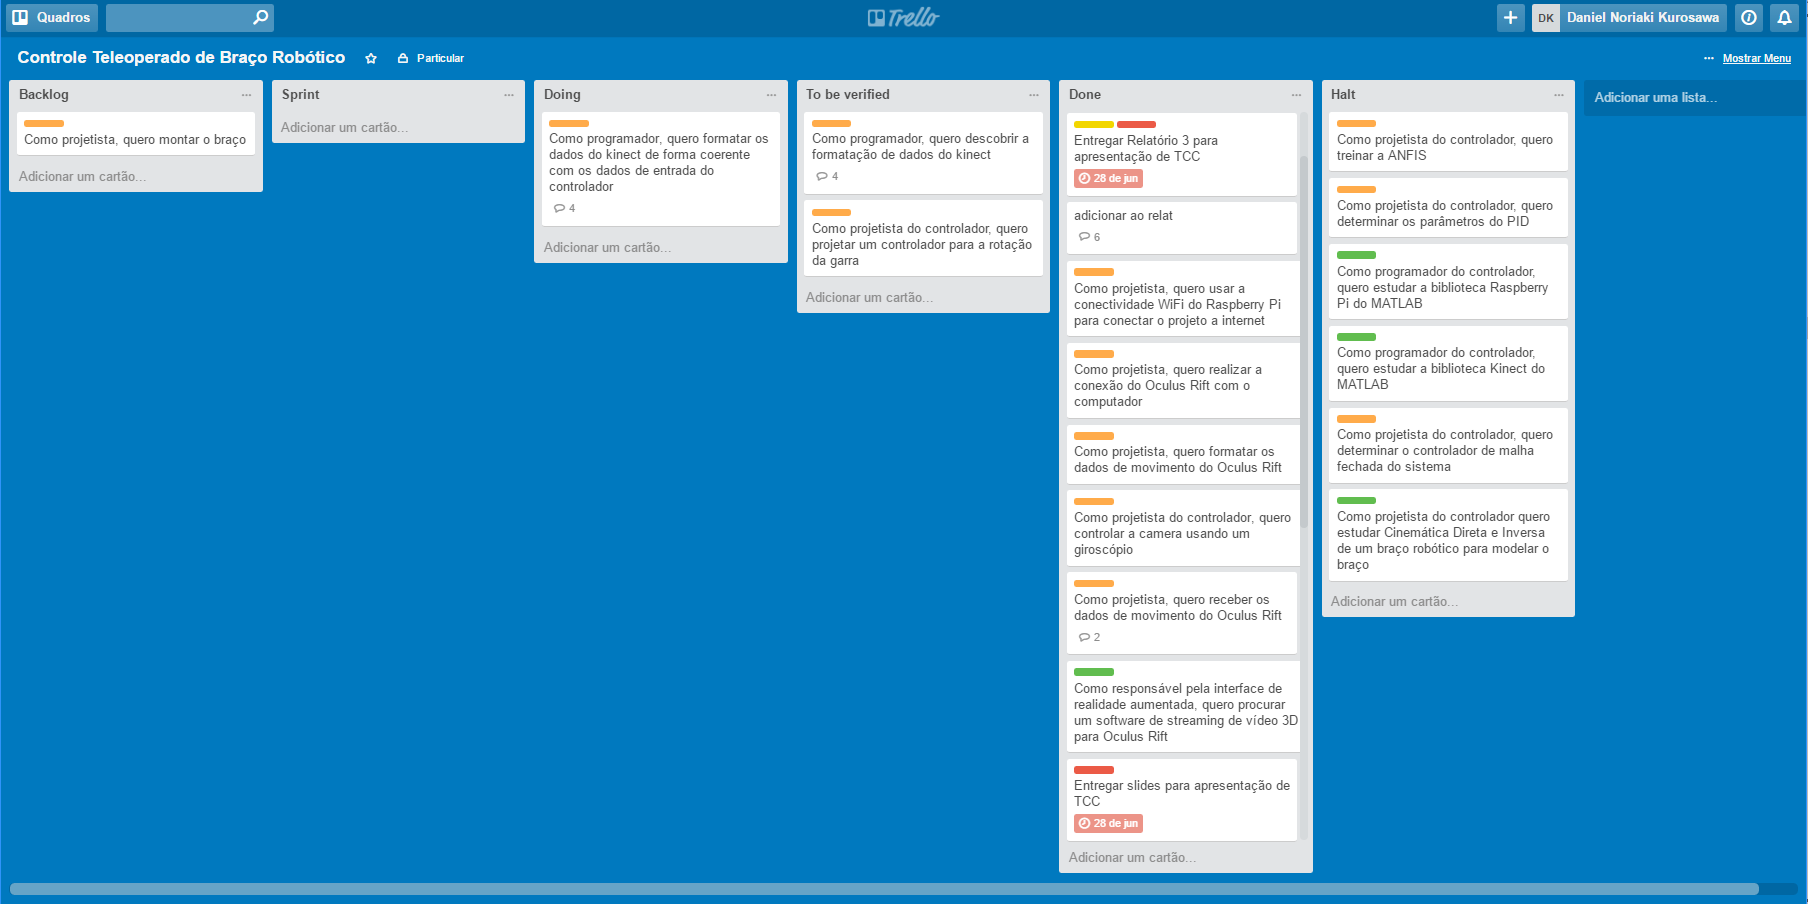 Quadros
Trello
DK
Daniel Noriaki Kurosawa
Controle Teleoperado de Braço Robótico
Particular
Mostrar Menu
Backlog
Como projetista, quero montar o braço
Adicionar um cartão...
Sprint
Adicionar um cartão...
Doing
Como programador, quero formatar os
dados do kinect de forma coerente
com os dados de entrada do
controlador
4
Adicionar um cartão...
To be verified
Como programador, quero descobrir a
formatação de dados do kinect
4
Como projetista do controlador, quero
projetar um controlador para a rotação
da garra
Adicionar um cartão...
Done
Entregar Relatório 3 para
apresentação de TCC
28 de jun
adicionar ao relat
6
Como projetista, quero usar a
conectividade WiFi do Raspberry Pi
para conectar o projeto a internet
Como projetista, quero realizar a
conexão do Oculus Rift com o
computador
Como projetista, quero formatar os
dados de movimento do Oculus Rift
Como projetista do controlador, quero
controlar a camera usando um
giroscópio
Como projetista, quero receber os
dados de movimento do Oculus Rift
2
Como responsável pela interface de
realidade aumentada, quero procurar
um software de streaming de vídeo 3D
para Oculus Rift
Entregar slides para apresentação de
TCC
28 de jun
Adicionar um cartão...
Halt
Como projetista do controlador, quero
treinar a ANFIS
Como projetista do controlador, quero
determinar os parâmetros do PID
Como programador do controlador,
quero estudar a biblioteca Raspberry
Pi do MATLAB
Como programador do controlador,
quero estudar a biblioteca Kinect do
MATLAB
Como projetista do controlador, quero
determinar o controlador de malha
fechada do sistema
Como projetista do controlador quero
estudar Cinemática Direta e Inversa
de um braço robótico para modelar o
braço
Adicionar um cartão...
Adicionar uma lista...